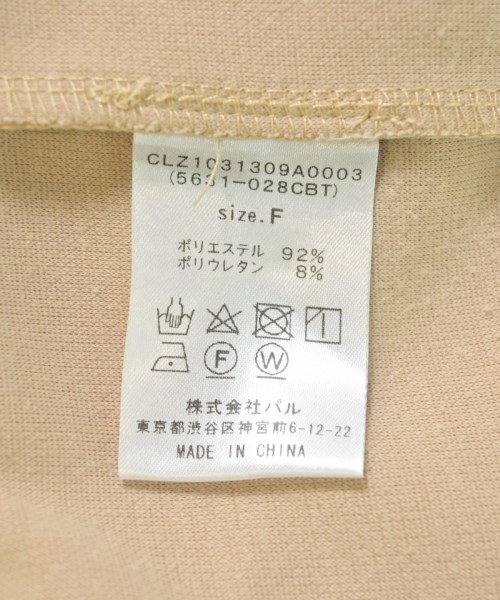 CLZ1031309A0003
(5631-028CBT)
size.F
ポリエステル 92%
ポリウレタン 8%
F W
株式会社パル
東京都渋谷区神宮前6-12-22
MADE IN CHINA